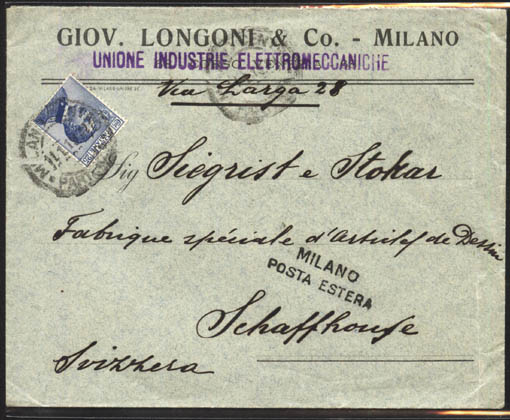 GIOV. LONGONI & Co. - MILANO
UNIONE INDUSTRIE ELETTROMECCANICHE
Via Larga 28
Sig Siegrist e Stokar
Fabrique spéciale d'Articles de Dessin
MILANO
POSTA ESTERA
Schaffhouse
Svizzera
MILAN